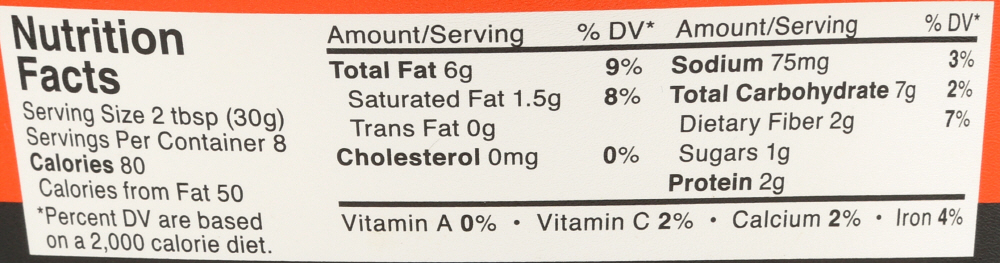 Nutrition
Facts
Serving Size 2 tbsp (30g)
Servings Per Container 8
Calories 80
Calories from Fat 50
*Percent DV are based
on a 2,000 calorie diet.
Amount/Serving % DV*
Total Fat 6g 9%
Saturated Fat 1.5g 8%
Trans Fat 0g
Cholesterol 0mg 0%
Amount/Serving % DV*
Sodium 75mg 3%
Total Carbohydrate 7g 2%
Dietary Fiber 2g 7%
Sugars 1g
Protein 2g
Vitamin A 0% • Vitamin C 2% • Calcium 2% • Iron 4%